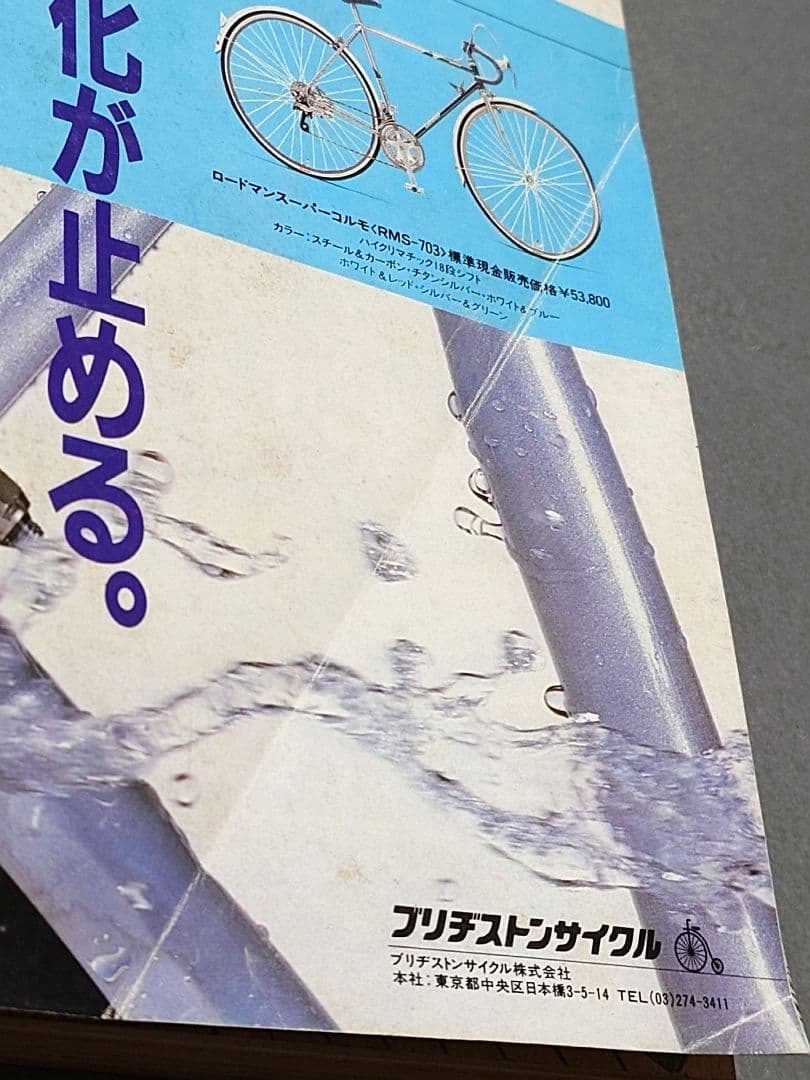 化が止める。
ロードマンスーパーコルモ〈RMS-703〉標準現金販売価格¥53,800
ハイクリマチック18段シフト
カラー:スチール&カーボン・チタンシルバー・ホワイト&ブルー
ホワイト&レッド・シルバー&グリーン
ブリヂストンサイクル
ブリヂストンサイクル株式会社
本社:東京都中央区日本橋3-5-14 TEL(03)274-3411